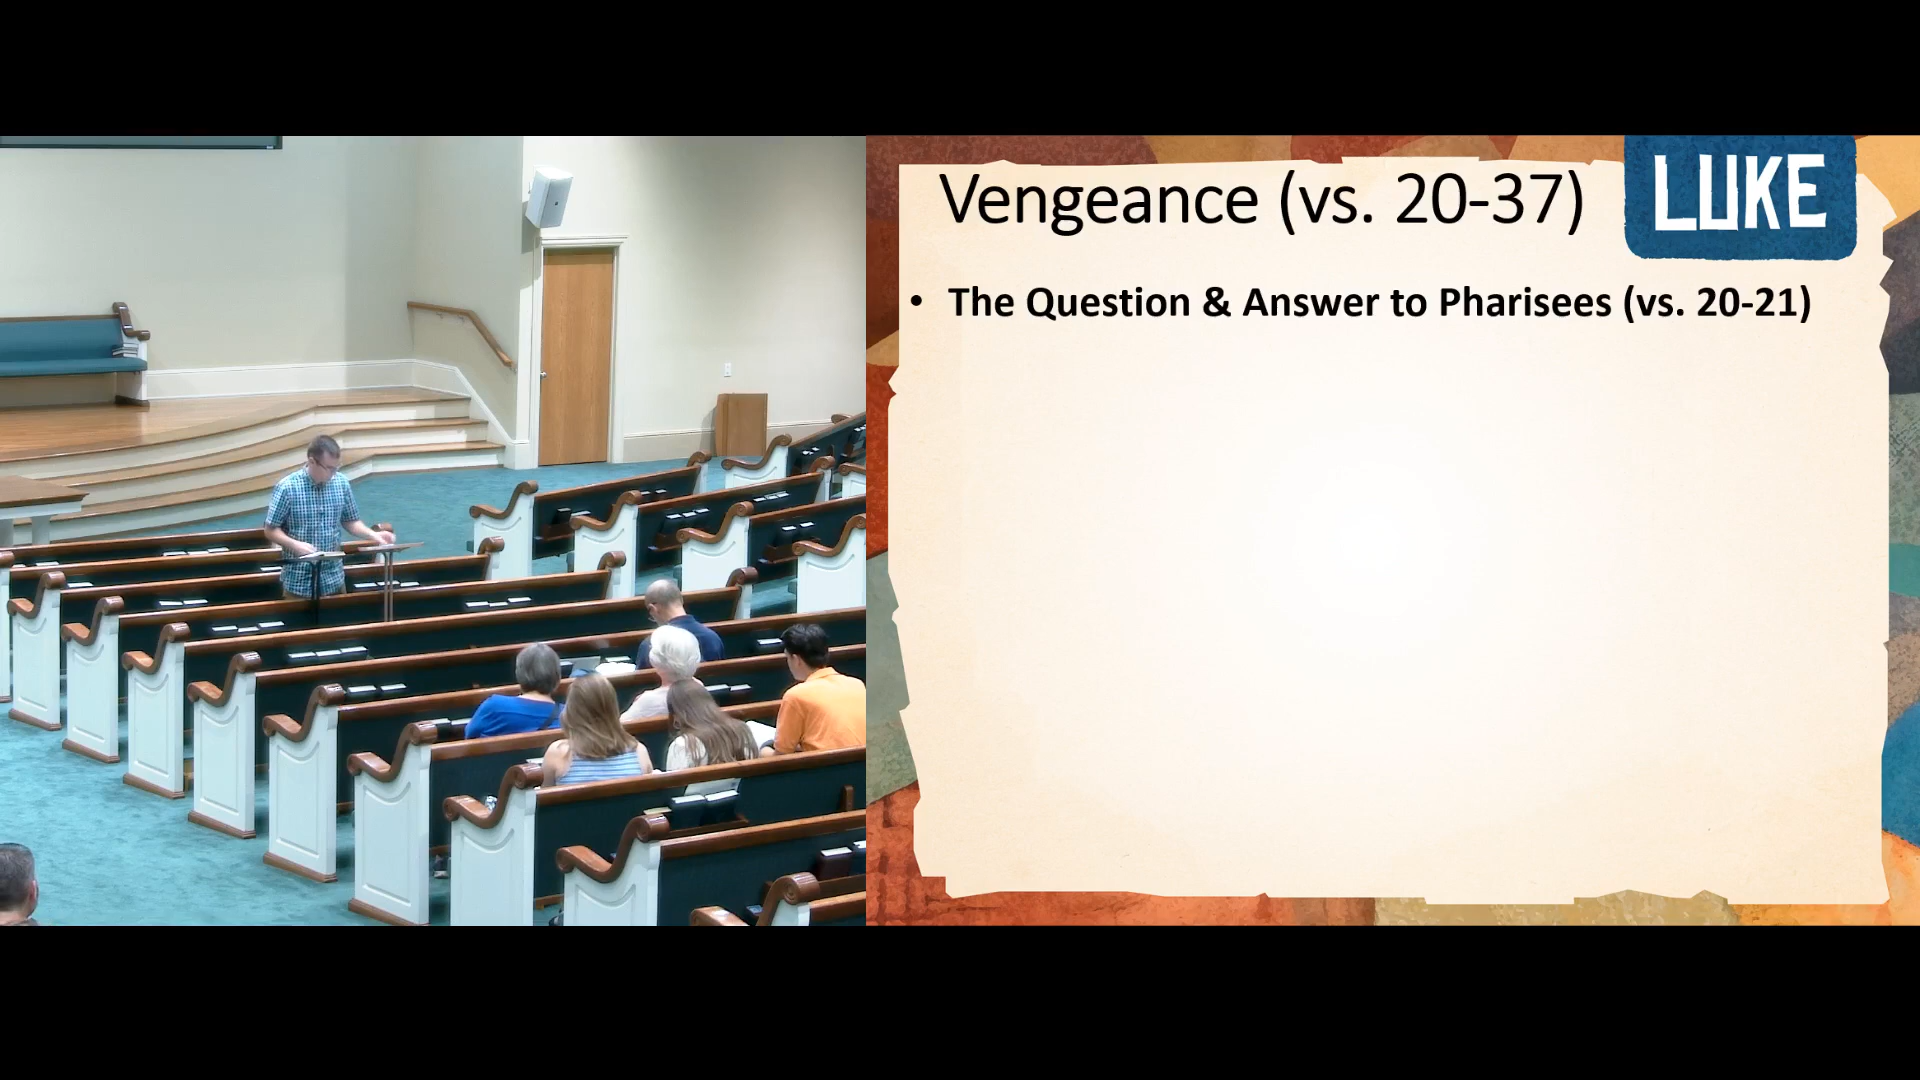 Vengeance (vs. 20-37)
LUKE
• The Question & Answer to Pharisees (vs. 20-21)